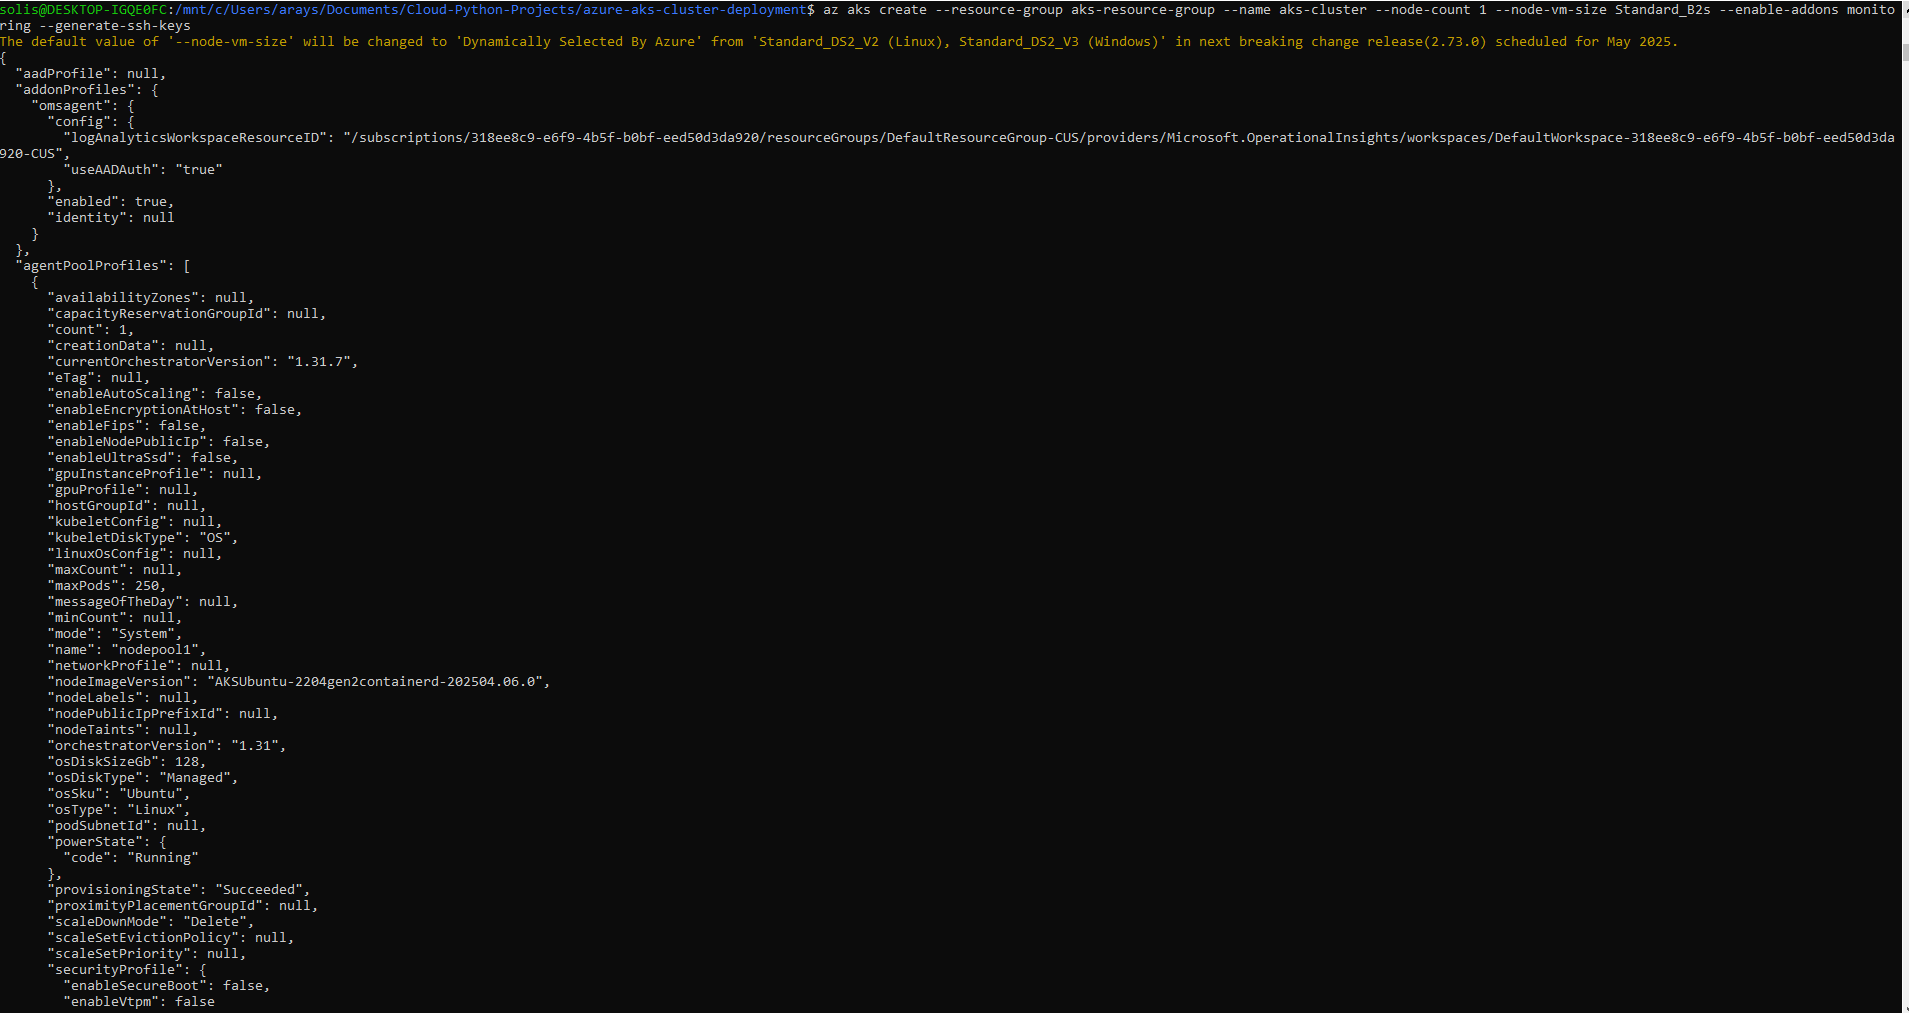 solis@DESKTOP-IGQE0FC:/mnt/c/Users/arays/Documents/Cloud-Python-Projects/azure-aks-cluster-deployment$ az aks create --resource-group aks-resource-group --name aks-cluster --node-count 1 --node-vm-size Standard_B2s --enable-addons monito
ring --generate-ssh-keys
The default value of '--node-vm-size' will be changed to 'Dynamically Selected By Azure' from 'Standard_DS2_V2 (Linux), Standard_DS2_V3 (Windows)' in next breaking change release(2.73.0) scheduled for May 2025.
{
  "aadProfile": null,
  "addonProfiles": {
    "omsagent": {
      "config": {
        "logAnalyticsWorkspaceResourceID": "/subscriptions/318ee8c9-e6f9-4b5f-b0bf-eed50d3da920/resourceGroups/DefaultResourceGroup-CUS/providers/Microsoft.OperationalInsights/workspaces/DefaultWorkspace-318ee8c9-e6f9-4b5f-b0bf-eed50d3da
920-CUS",
        "useAADAuth": "true"
      },
      "enabled": true,
      "identity": null
    }
  },
  "agentPoolProfiles": [
    {
      "availabilityZones": null,
      "capacityReservationGroupId": null,
      "count": 1,
      "creationData": null,
      "currentOrchestratorVersion": "1.31.7",
      "eTag": null,
      "enableAutoScaling": false,
      "enableEncryptionAtHost": false,
      "enableFips": false,
      "enableNodePublicIp": false,
      "enableUltraSsd": false,
      "gpuInstanceProfile": null,
      "gpuProfile": null,
      "hostGroupId": null,
      "kubeletConfig": null,
      "kubeletDiskType": "OS",
      "linuxOsConfig": null,
      "maxCount": null,
      "maxPods": 250,
      "messageOfTheDay": null,
      "minCount": null,
      "mode": "System",
      "name": "nodepool1",
      "networkProfile": null,
      "nodeImageVersion": "AKSUbuntu-2204gen2containerd-202504.06.0",
      "nodeLabels": null,
      "nodePublicIpPrefixId": null,
      "nodeTaints": null,
      "orchestratorVersion": "1.31",
      "osDiskSizeGb": 128,
      "osDiskType": "Managed",
      "osSku": "Ubuntu",
      "osType": "Linux",
      "podSubnetId": null,
      "powerState": {
        "code": "Running"
      },
      "provisioningState": "Succeeded",
      "proximityPlacementGroupId": null,
      "scaleDownMode": "Delete",
      "scaleSetEvictionPolicy": null,
      "scaleSetPriority": null,
      "securityProfile": {
        "enableSecureBoot": false,
        "enableVtpm": false